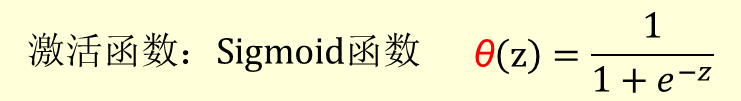 激活函数：Sigmoid函数 θ(z) = 1 / (1 + e^{-z})